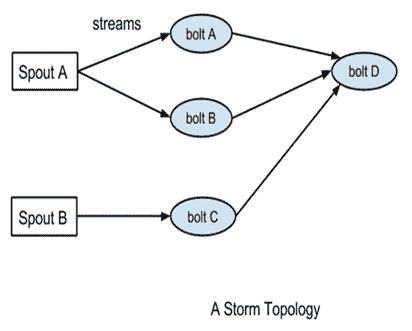 streams
bolt A
Spout A
bolt D
bolt B
Spout B
bolt C
A Storm Topology